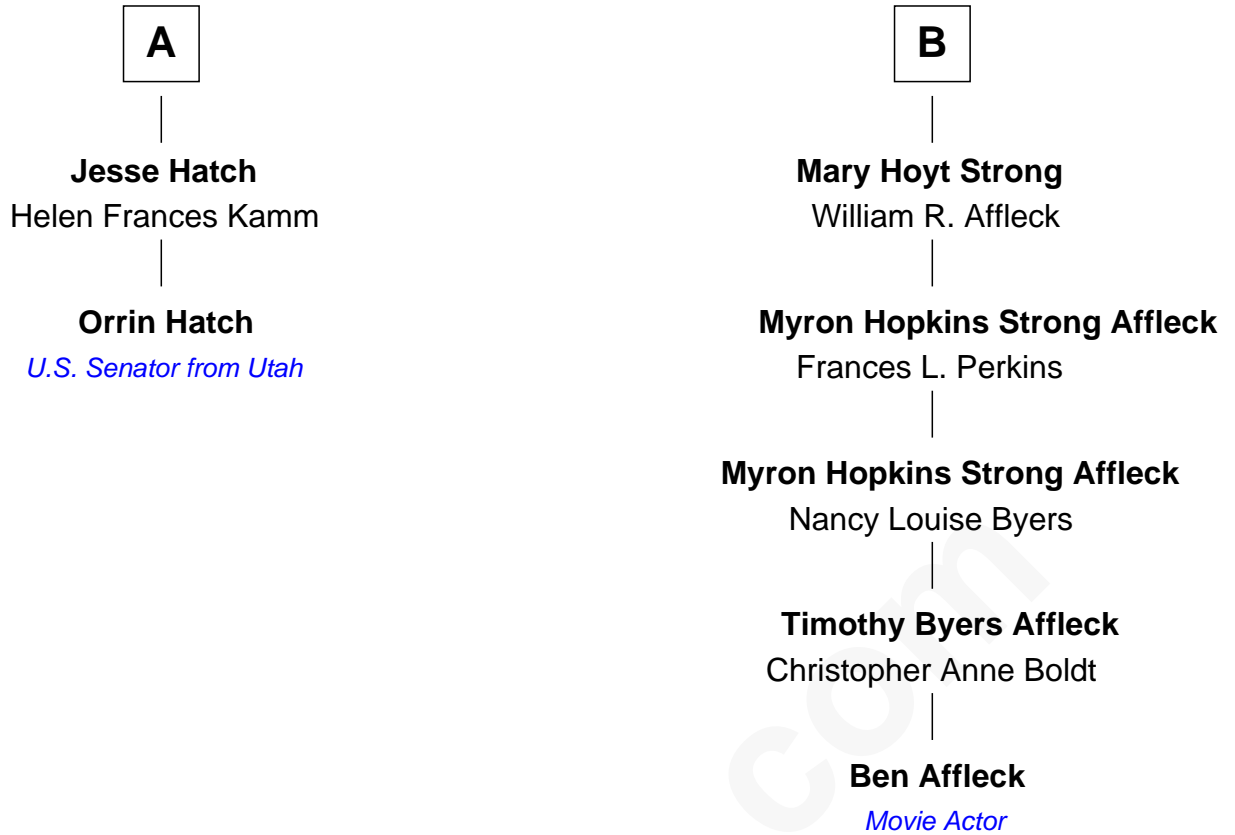 A
Jesse Hatch
Helen Frances Kamm
Orrin Hatch
U.S. Senator from Utah
B
Mary Hoyt Strong
William R. Affleck
Myron Hopkins Strong Affleck
Frances L. Perkins
Myron Hopkins Strong Affleck
Nancy Louise Byers
Timothy Byers Affleck
Christopher Anne Boldt
Ben Affleck
Movie Actor
com